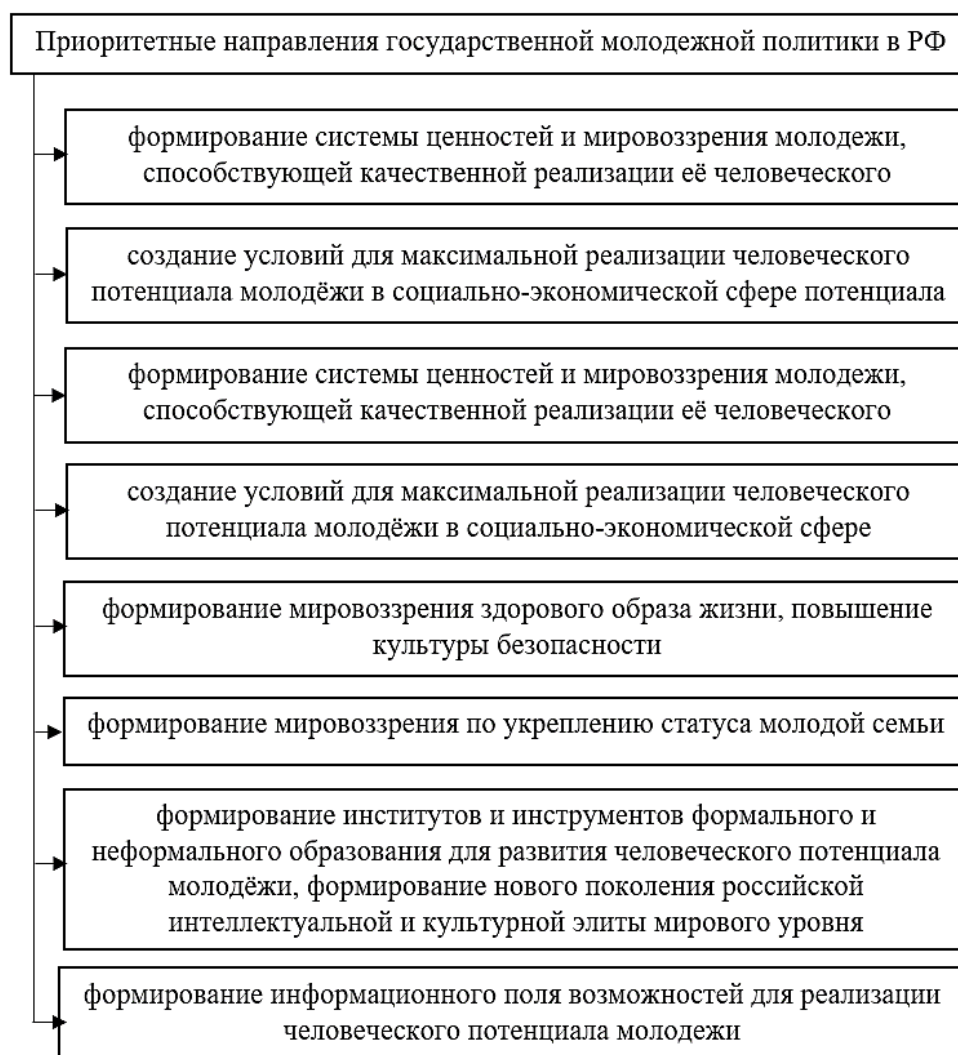 Приоритетные направления государственной молодежной политики в РФ
формирование системы ценностей и мировоззрения молодежи,
способствующей качественной реализации её человеческого
создание условий для максимальной реализации человеческого
потенциала молодёжи в социально-экономической сфере потенциала
формирование системы ценностей и мировоззрения молодежи,
способствующей качественной реализации её человеческого
создание условий для максимальной реализации человеческого
потенциала молодёжи в социально-экономической сфере
формирование мировоззрения здорового образа жизни, повышение
культуры безопасности
формирование мировоззрения по укреплению статуса молодой семьи
формирование институтов и инструментов формального и
неформального образования для развития человеческого потенциала
молодёжи, формирование нового поколения российской
интеллектуальной и культурной элиты мирового уровня
формирование информационного поля возможностей для реализации
человеческого потенциала молодежи